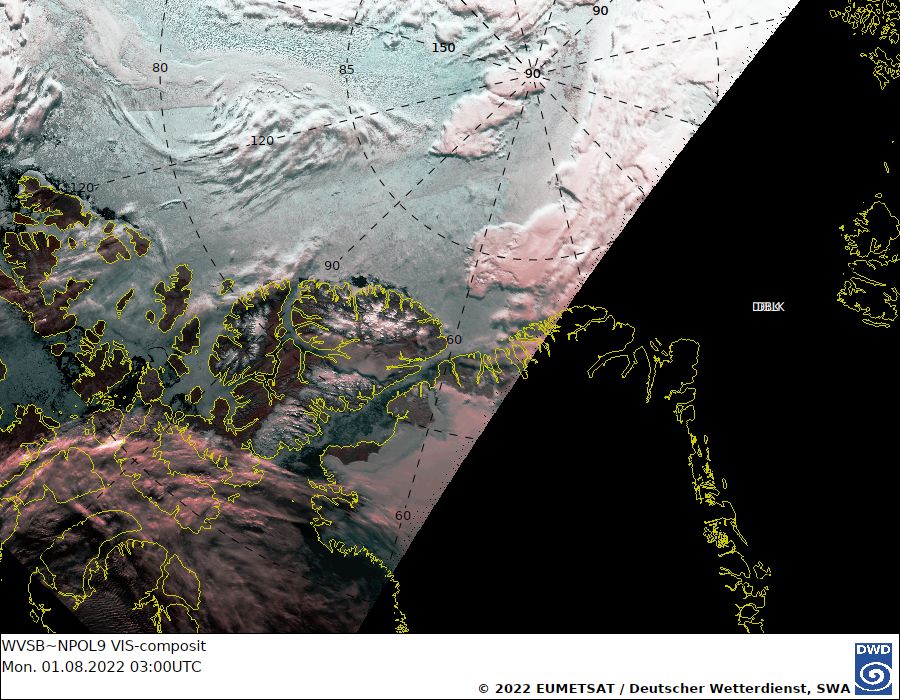 90
150
80
85
90
120
120
90
60
60
WVSB~NPOL9 VIS-composit
Mon. 01.08.2022 03:00UTC
DWD
© 2022 EUMETSAT / Deutscher Wetterdienst, SWA